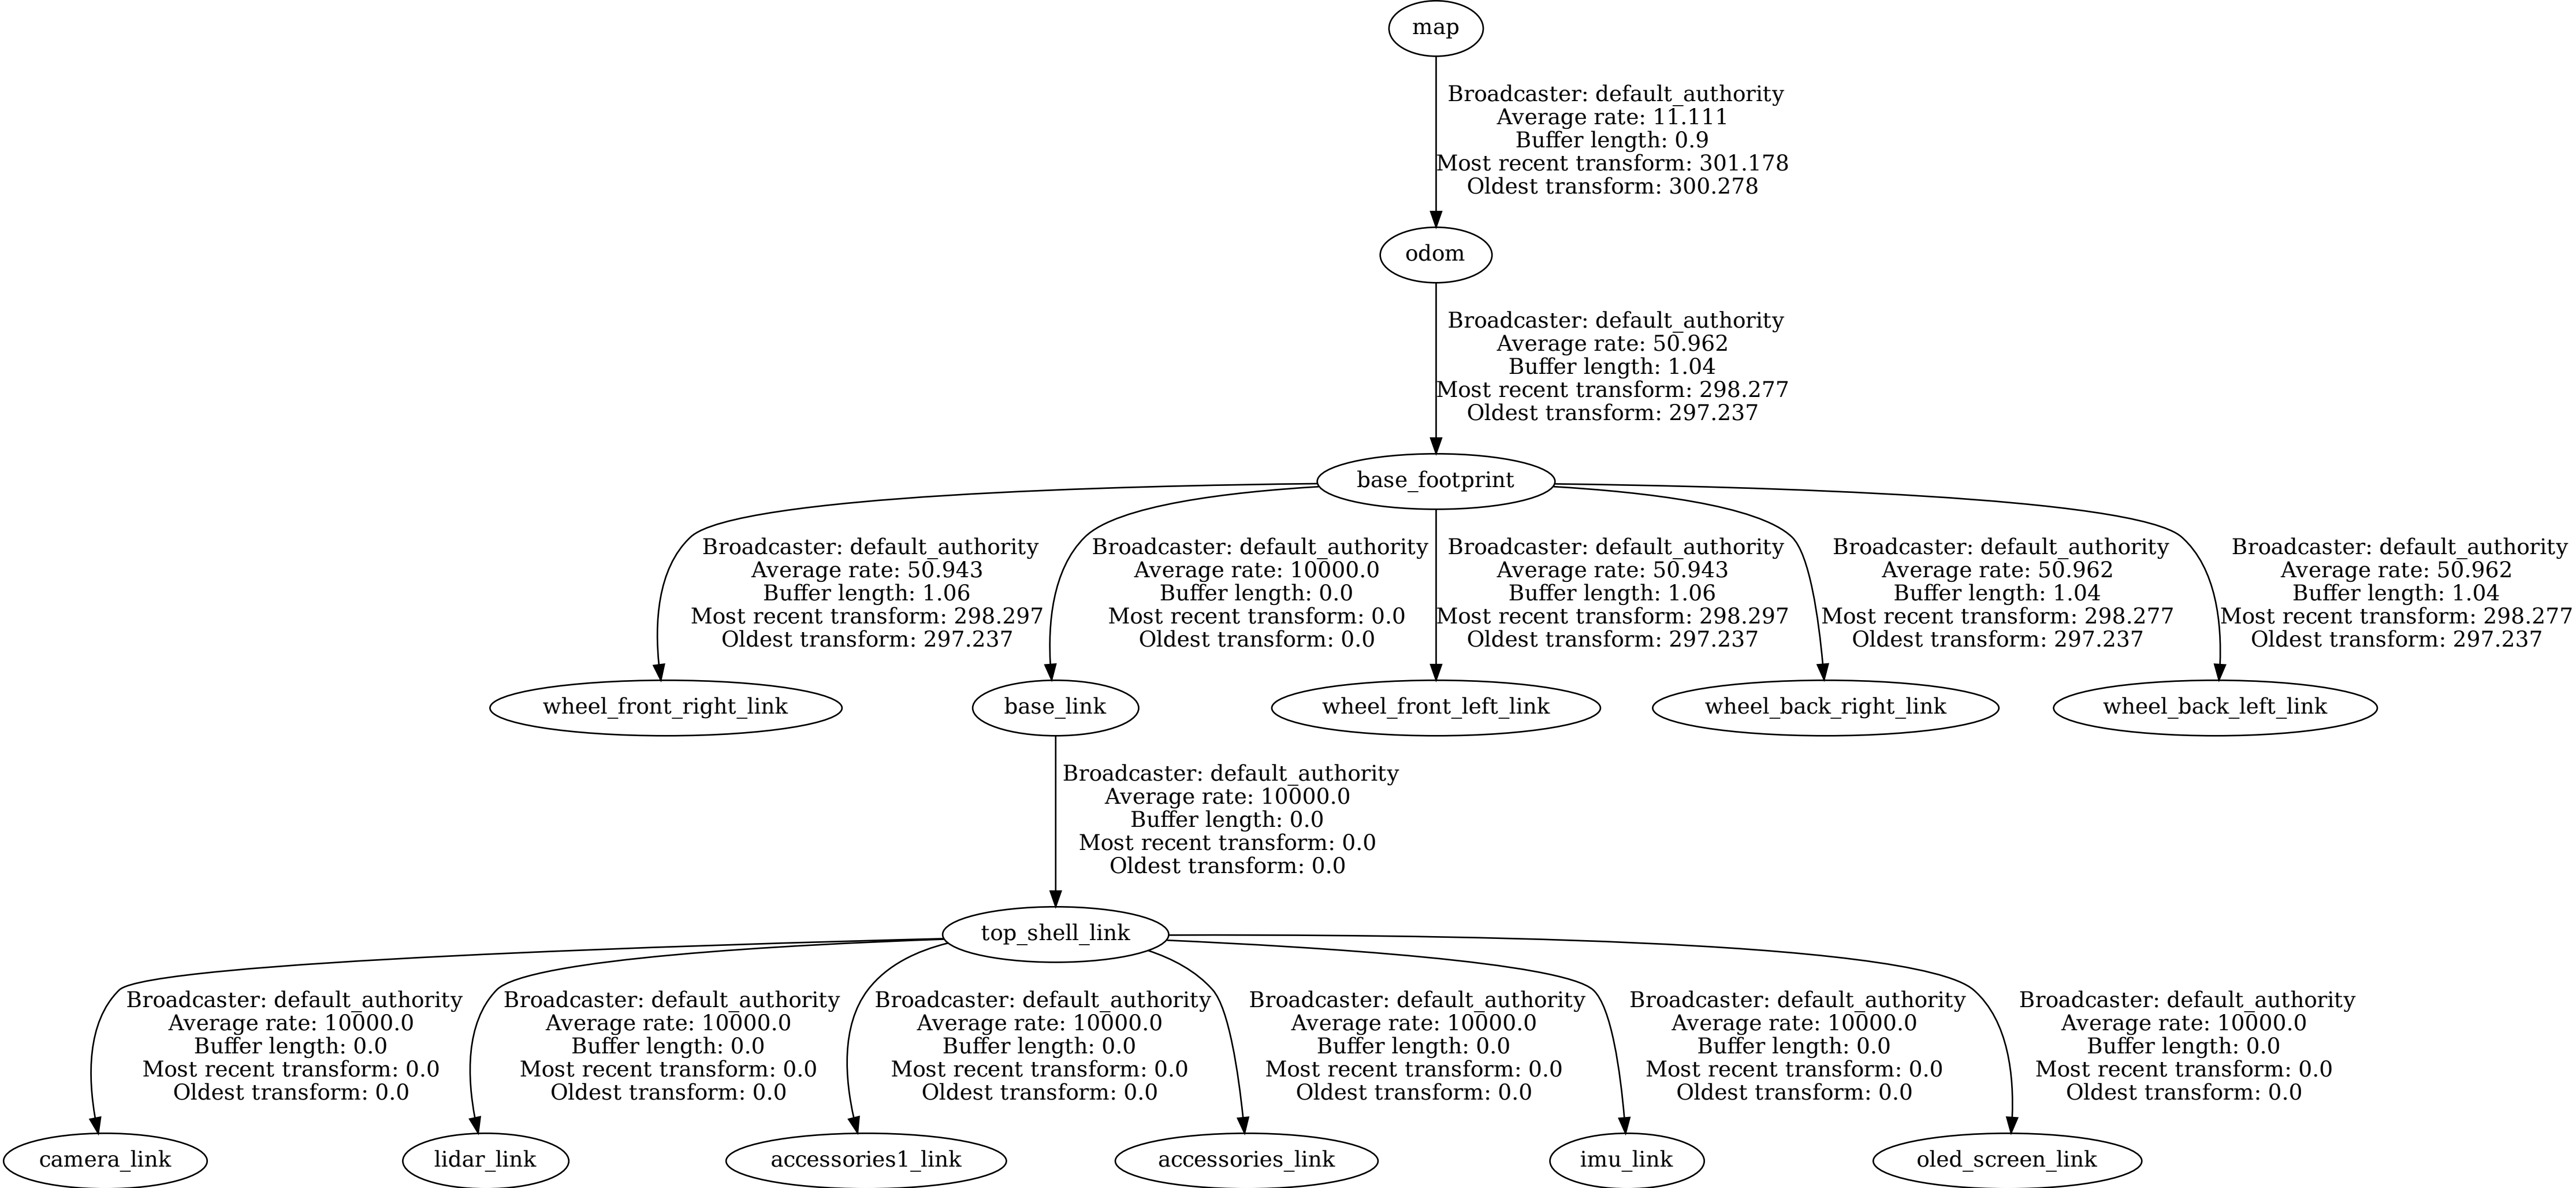 map
Broadcaster: default_authority
Average rate: 11.111
Buffer length: 0.9
Most recent transform: 301.178
Oldest transform: 300.278
odom
Broadcaster: default_authority
Average rate: 50.962
Buffer length: 1.04
Most recent transform: 298.277
Oldest transform: 297.237
base_footprint
Broadcaster: default_authority
Average rate: 50.943
Buffer length: 1.06
Most recent transform: 298.297
Oldest transform: 297.237
Broadcaster: default_authority
Average rate: 10000.0
Buffer length: 0.0
Most recent transform: 0.0
Oldest transform: 0.0
Broadcaster: default_authority
Average rate: 50.943
Buffer length: 1.06
Most recent transform: 298.297
Oldest transform: 297.237
Broadcaster: default_authority
Average rate: 50.962
Buffer length: 1.04
Most recent transform: 298.277
Oldest transform: 297.237
Broadcaster: default_authority
Average rate: 50.962
Buffer length: 1.04
Most recent transform: 298.277
Oldest transform: 297.237
wheel_front_right_link
base_link
wheel_front_left_link
wheel_back_right_link
wheel_back_left_link
Broadcaster: default_authority
Average rate: 10000.0
Buffer length: 0.0
Most recent transform: 0.0
Oldest transform: 0.0
top_shell_link
Broadcaster: default_authority
Average rate: 10000.0
Buffer length: 0.0
Most recent transform: 0.0
Oldest transform: 0.0
Broadcaster: default_authority
Average rate: 10000.0
Buffer length: 0.0
Most recent transform: 0.0
Oldest transform: 0.0
Broadcaster: default_authority
Average rate: 10000.0
Buffer length: 0.0
Most recent transform: 0.0
Oldest transform: 0.0
Broadcaster: default_authority
Average rate: 10000.0
Buffer length: 0.0
Most recent transform: 0.0
Oldest transform: 0.0
Broadcaster: default_authority
Average rate: 10000.0
Buffer length: 0.0
Most recent transform: 0.0
Oldest transform: 0.0
Broadcaster: default_authority
Average rate: 10000.0
Buffer length: 0.0
Most recent transform: 0.0
Oldest transform: 0.0
camera_link
lidar_link
accessories1_link
accessories_link
imu_link
oled_screen_link